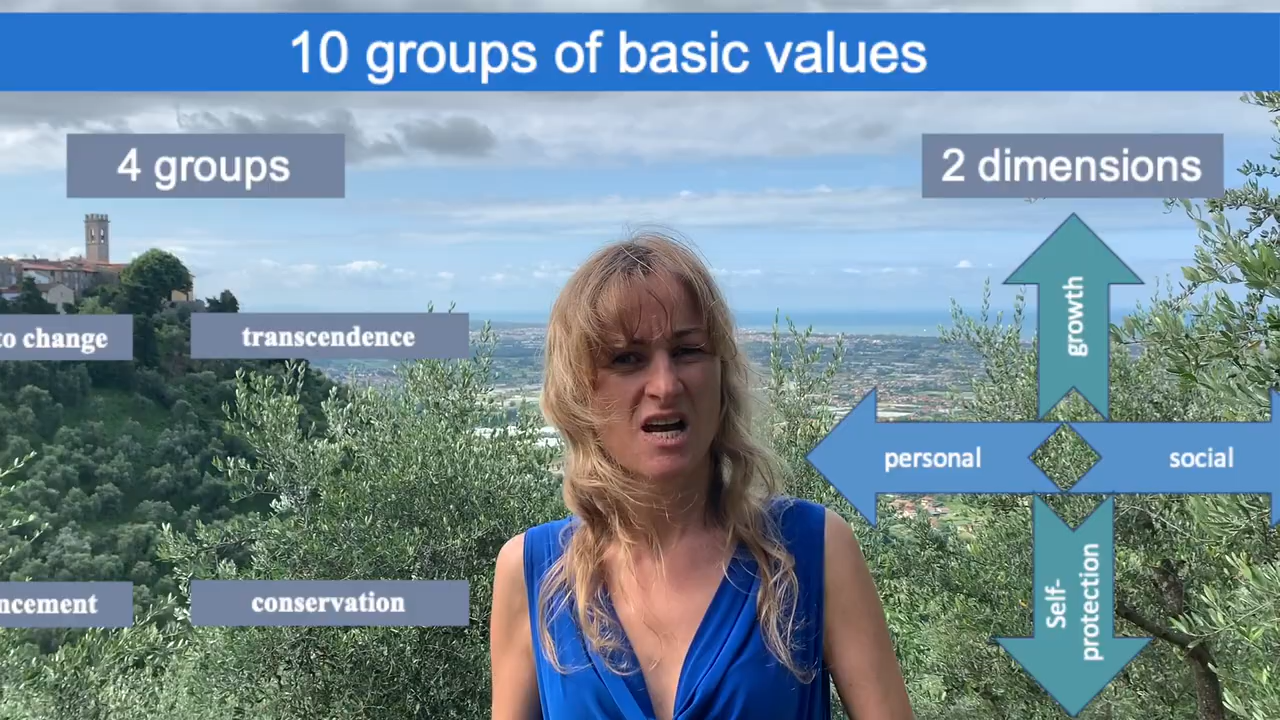 10 groups of basic values
4 groups
2 dimensions
to change
transcendence
growth
personal
social
ncement
conservation
Self-
protection